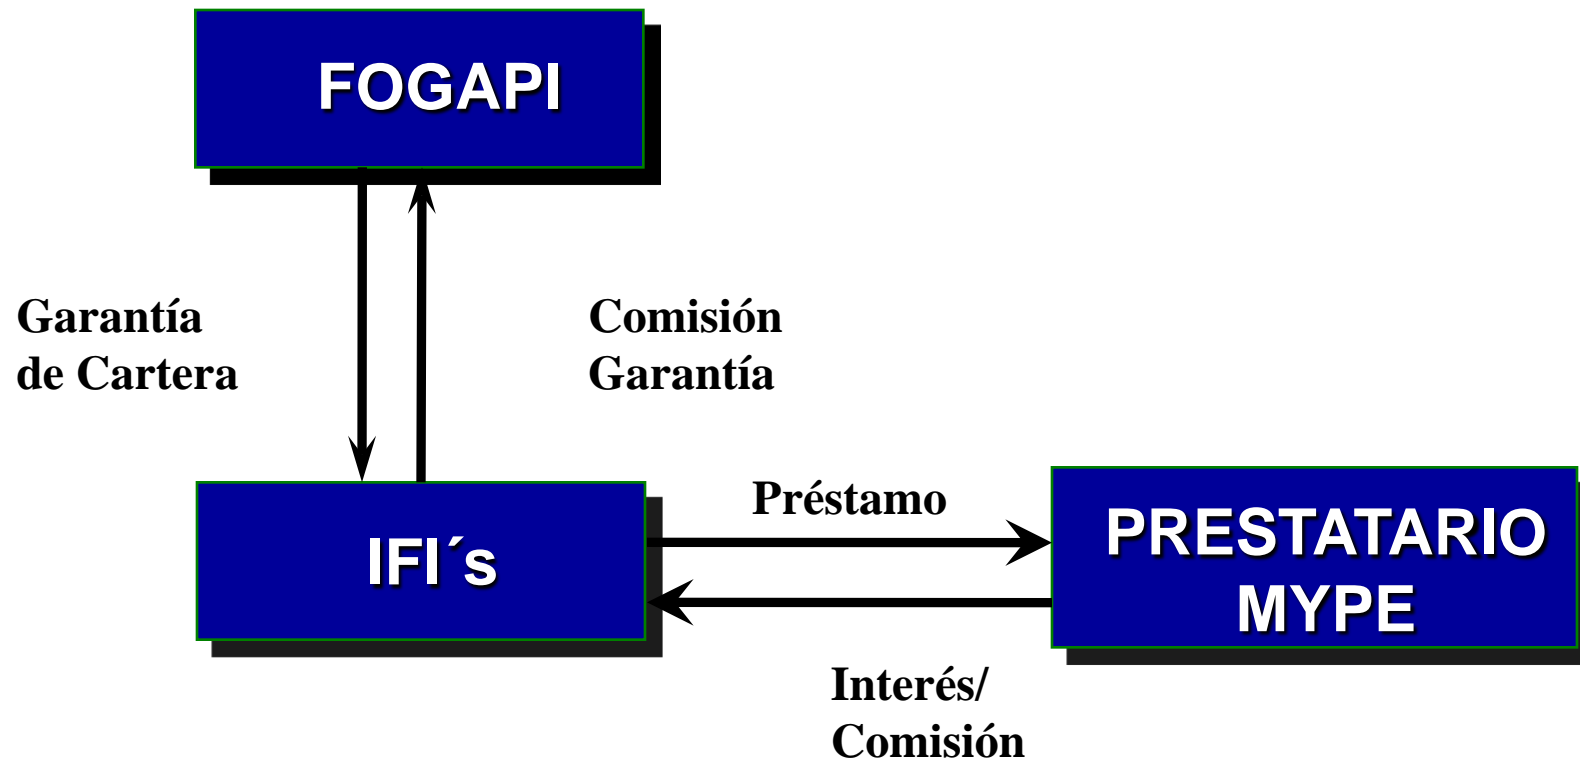 FOGAPI
Garantía
de Cartera
Comisión
Garantía
IFI´s
Préstamo
PRESTATARIO
MYPE
Interés/
Comisión